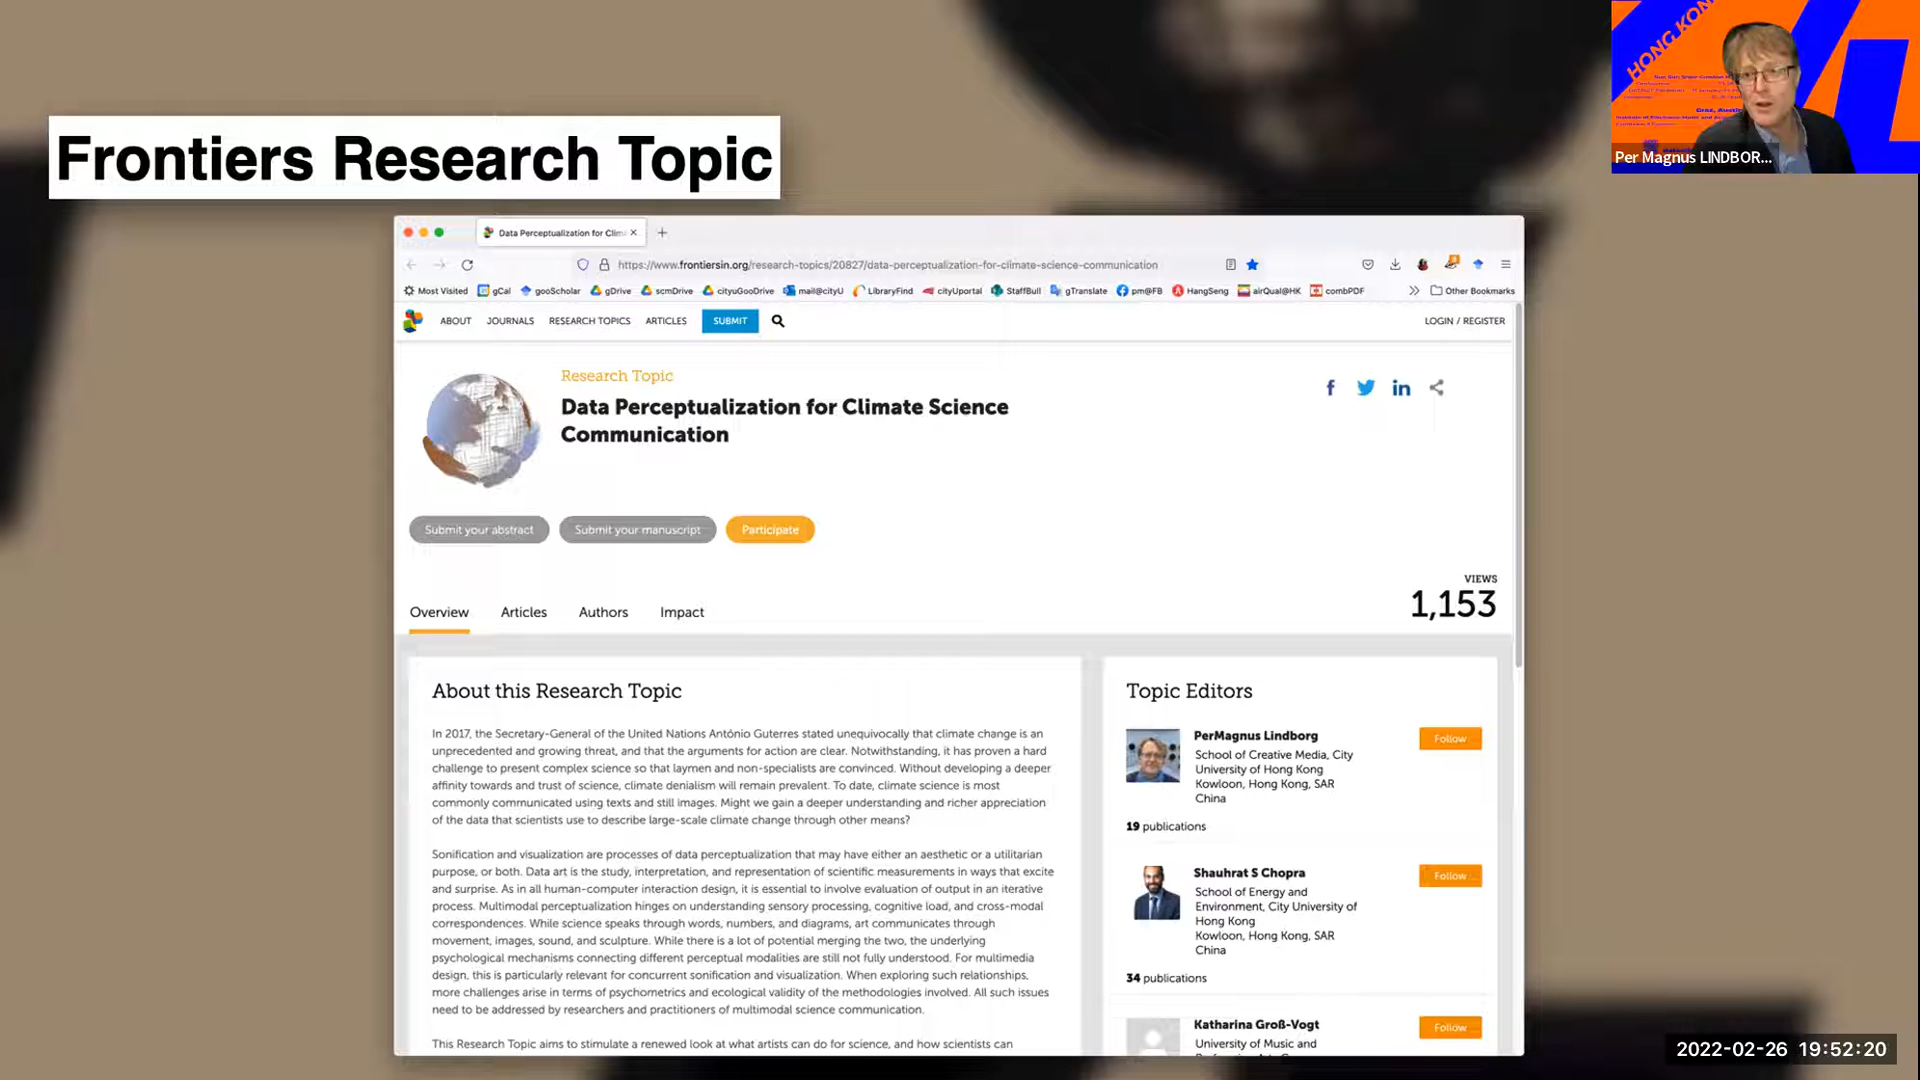 HONG KON
Per Magnus LINDBOR...
Frontiers Research Topic
Data Perceptualization for Clim
https://www.frontiersin.org/research-topics/20827/data-perceptualization-for-climate-science-communication
Most Visited gCal gooScholar gDrive scmDrive cityuGooDrive mail@cityU LibraryFind cityUportal StaffBull gTranslate pm@FB HangSeng airQual@HK combPDF Other Bookmarks
ABOUT JOURNALS RESEARCH TOPICS ARTICLES SUBMIT LOGIN / REGISTER
Research Topic
Data Perceptualization for Climate Science
Communication
Submit your abstract Submit your manuscript Participate
VIEWS
1,153
Overview Articles Authors Impact
About this Research Topic
In 2017, the Secretary-General of the United Nations António Guterres stated unequivocally that climate change is an
unprecedented and growing threat, and that the arguments for action are clear. Notwithstanding, it has proven a hard
challenge to present complex science so that laymen and non-specialists are convinced. Without developing a deeper
affinity towards and trust of science, climate denialism will remain prevalent. To date, climate science is most
commonly communicated using texts and still images. Might we gain a deeper understanding and richer appreciation
of the data that scientists use to describe large-scale climate change through other means?
Sonification and visualization are processes of data perceptualization that may have either an aesthetic or a utilitarian
purpose, or both. Data art is the study, interpretation, and representation of scientific measurements in ways that excite
and surprise. As in all human-computer interaction design, it is essential to involve evaluation of output in an iterative
process. Multimodal perceptualization hinges on understanding sensory processing, cognitive load, and cross-modal
correspondences. While science speaks through words, numbers, and diagrams, art communicates through
movement, images, sound, and sculpture. While there is a lot of potential merging the two, the underlying
psychological mechanisms connecting different perceptual modalities are still not fully understood. For multimedia
design, this is particularly relevant for concurrent sonification and visualization. When exploring such relationships,
more challenges arise in terms of psychometrics and ecological validity of the methodologies involved. All such issues
need to be addressed by researchers and practitioners of multimodal science communication.
This Research Topic aims to stimulate a renewed look at what artists can do for science, and how scientists can
Topic Editors
PerMagnus Lindborg
Follow
School of Creative Media, City
University of Hong Kong
Kowloon, Hong Kong, SAR
China
19 publications
Shauhrat S Chopra
Follow
School of Energy and
Environment, City University of
Hong Kong
Kowloon, Hong Kong, SAR
China
34 publications
Katharina Groß-Vogt
Follow
University of Music and
2022-02-26 19:52:20